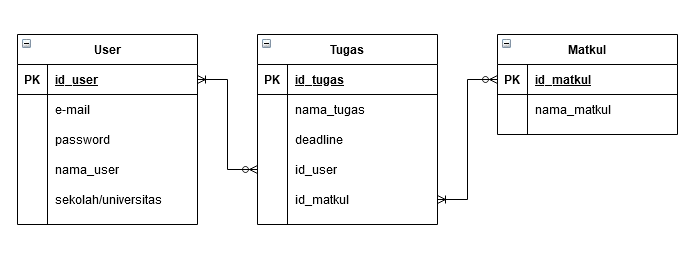 User
PK id_user
e-mail
password
nama_user
sekolah/universitas
Tugas
PK id_tugas
nama_tugas
deadline
id_user
id_matkul
Matkul
PK id_matkul
nama_matkul